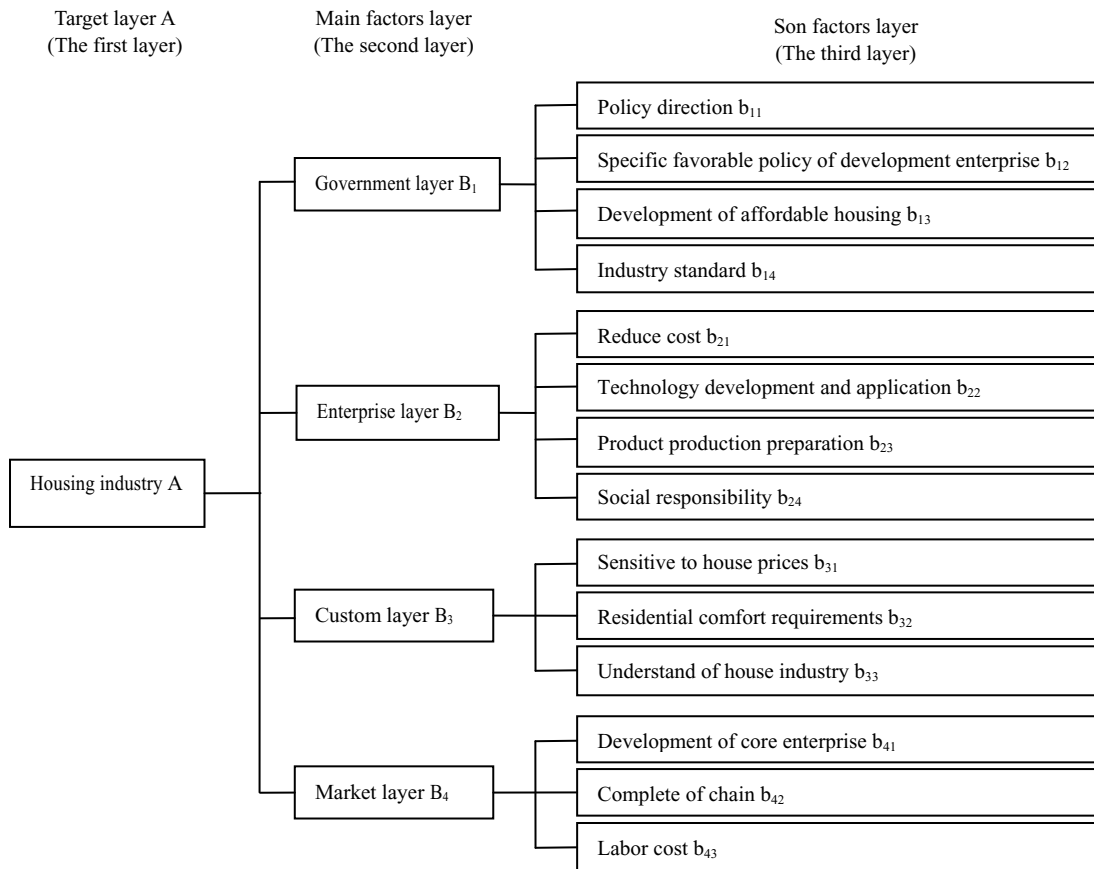 Target layer A
(The first layer)
Main factors layer
(The second layer)
Son factors layer
(The third layer)
Housing industry A
Government layer B₁
Policy direction b₁₁
Specific favorable policy of development enterprise b₁₂
Development of affordable housing b₁₃
Industry standard b₁₄
Enterprise layer B₂
Reduce cost b₂₁
Technology development and application b₂₂
Product production preparation b₂₃
Social responsibility b₂₄
Custom layer B₃
Sensitive to house prices b₃₁
Residential comfort requirements b₃₂
Understand of house industry b₃₃
Market layer B₄
Development of core enterprise b₄₁
Complete of chain b₄₂
Labor cost b₄₃